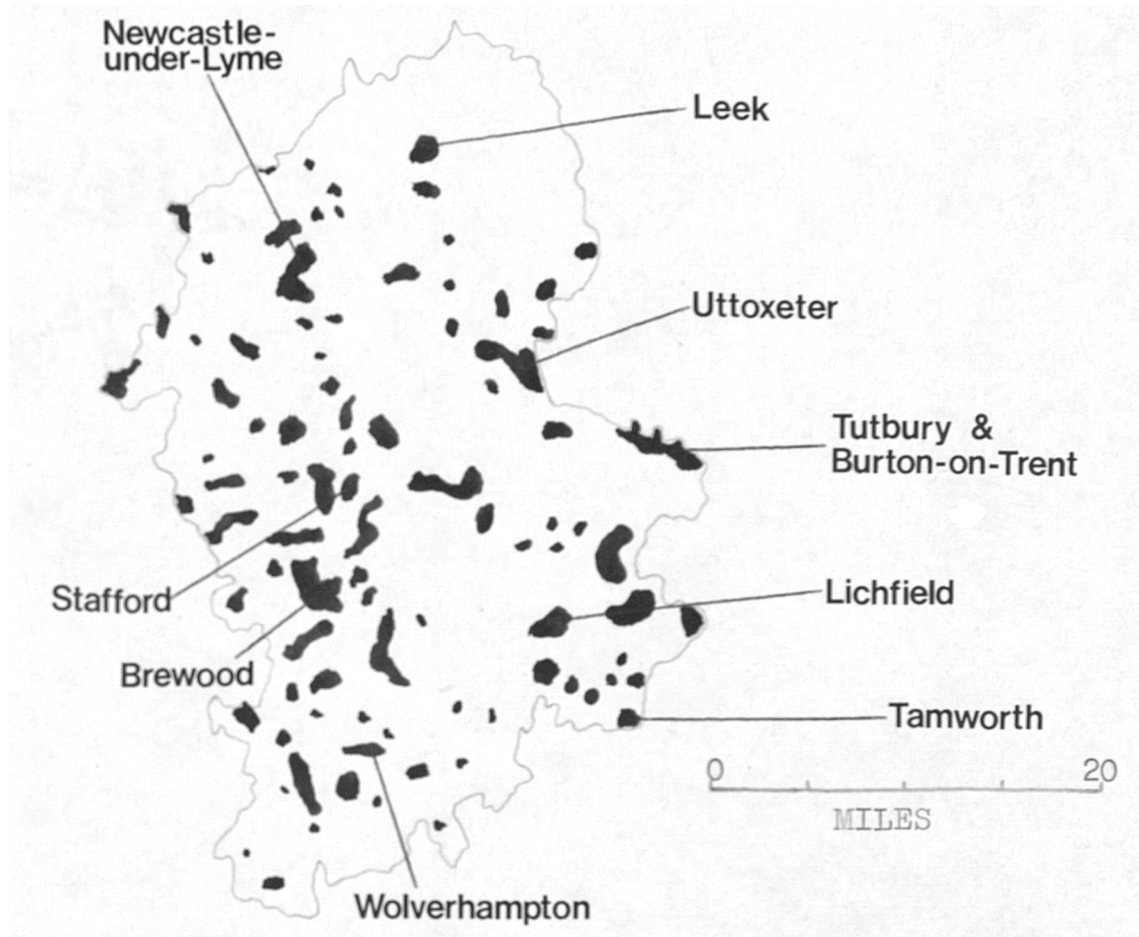 Newcastle-
under-Lyme
Leek
Uttoxeter
Tutbury &
Burton-on-Trent
Stafford
Lichfield
Brewood
Tamworth
0 20
MILES
Wolverhampton